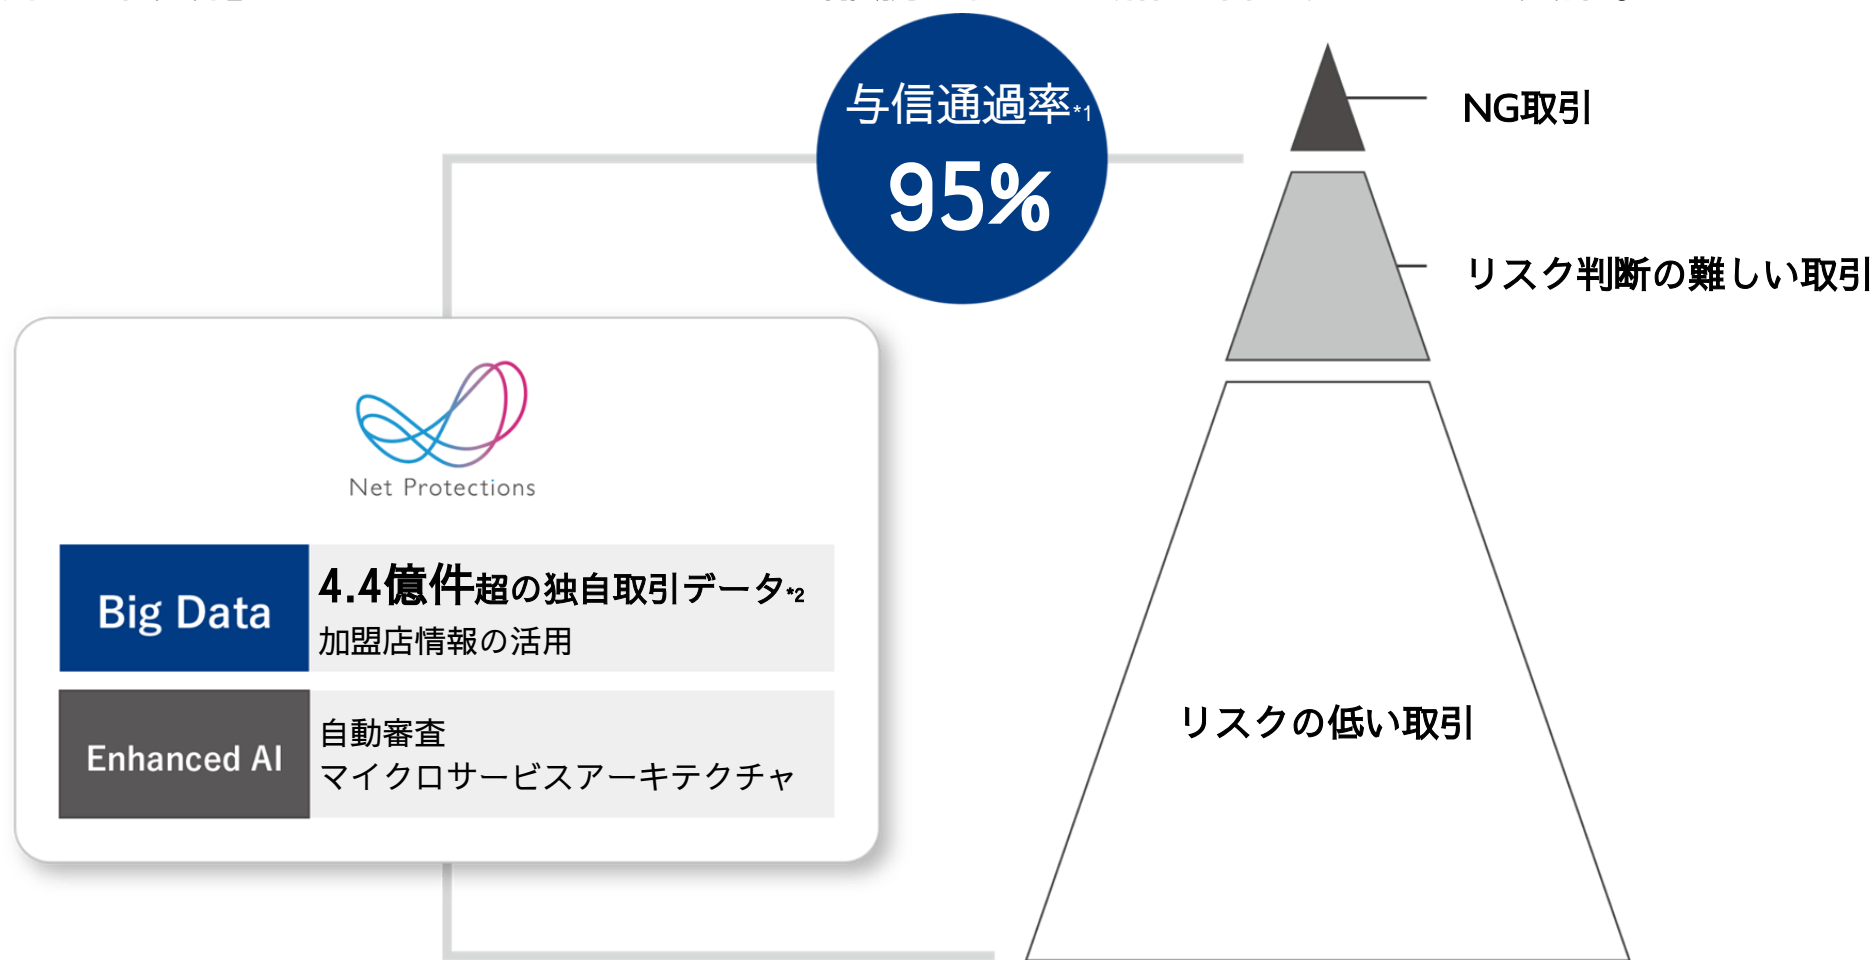 与信通過率*1
95%
NG取引
リスク判断の難しい取引
Net Protections
Big Data
4.4億件超の独自取引データ*2
加盟店情報の活用
Enhanced AI
自動審査
マイクロサービスアーキテクチャ
リスクの低い取引